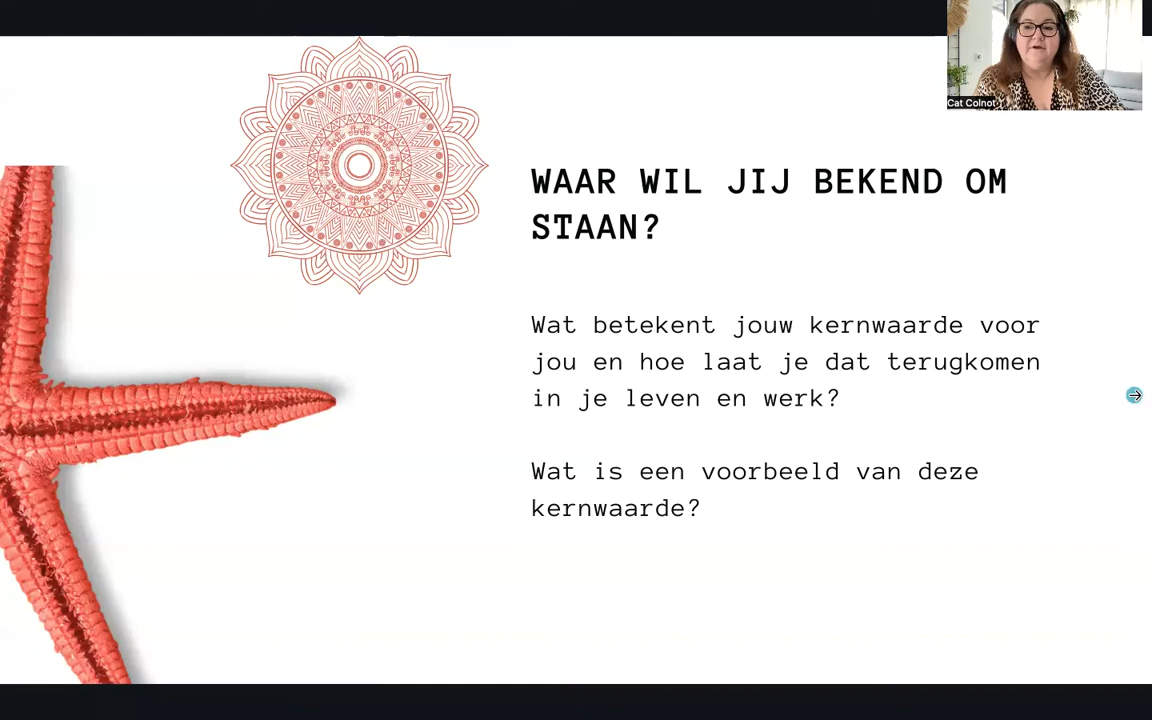 Cat Colnot
WAAR WIL JIJ BEKEND OM
STAAN?
Wat betekent jouw kernwaarde voor
jou en hoe laat je dat terugkomen
in je leven en werk?
Wat is een voorbeeld van deze
kernwaarde?